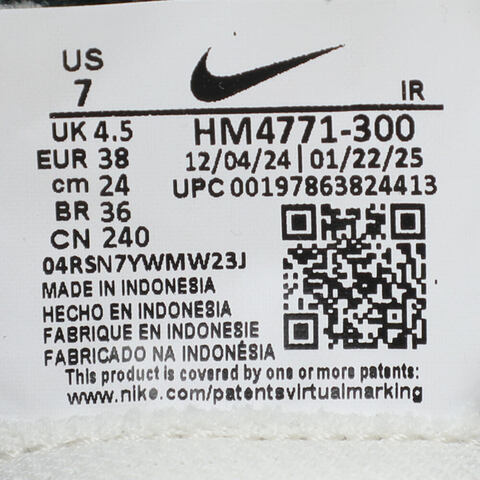 US
7
IR
UK 4.5
HM4771-300
EUR 38
12/04/24 | 01/22/25
cm 24
UPC 00197863824413
BR 36
CN 240
04RSN7YWMW23J
MADE IN INDONESIA
HECHO EN INDONESIA
FABRIQUE EN INDONESIE
FABRICADO NA INDONÉSIA
This product is covered by one or more patents:
www.nike.com/patentsvirtualmarking